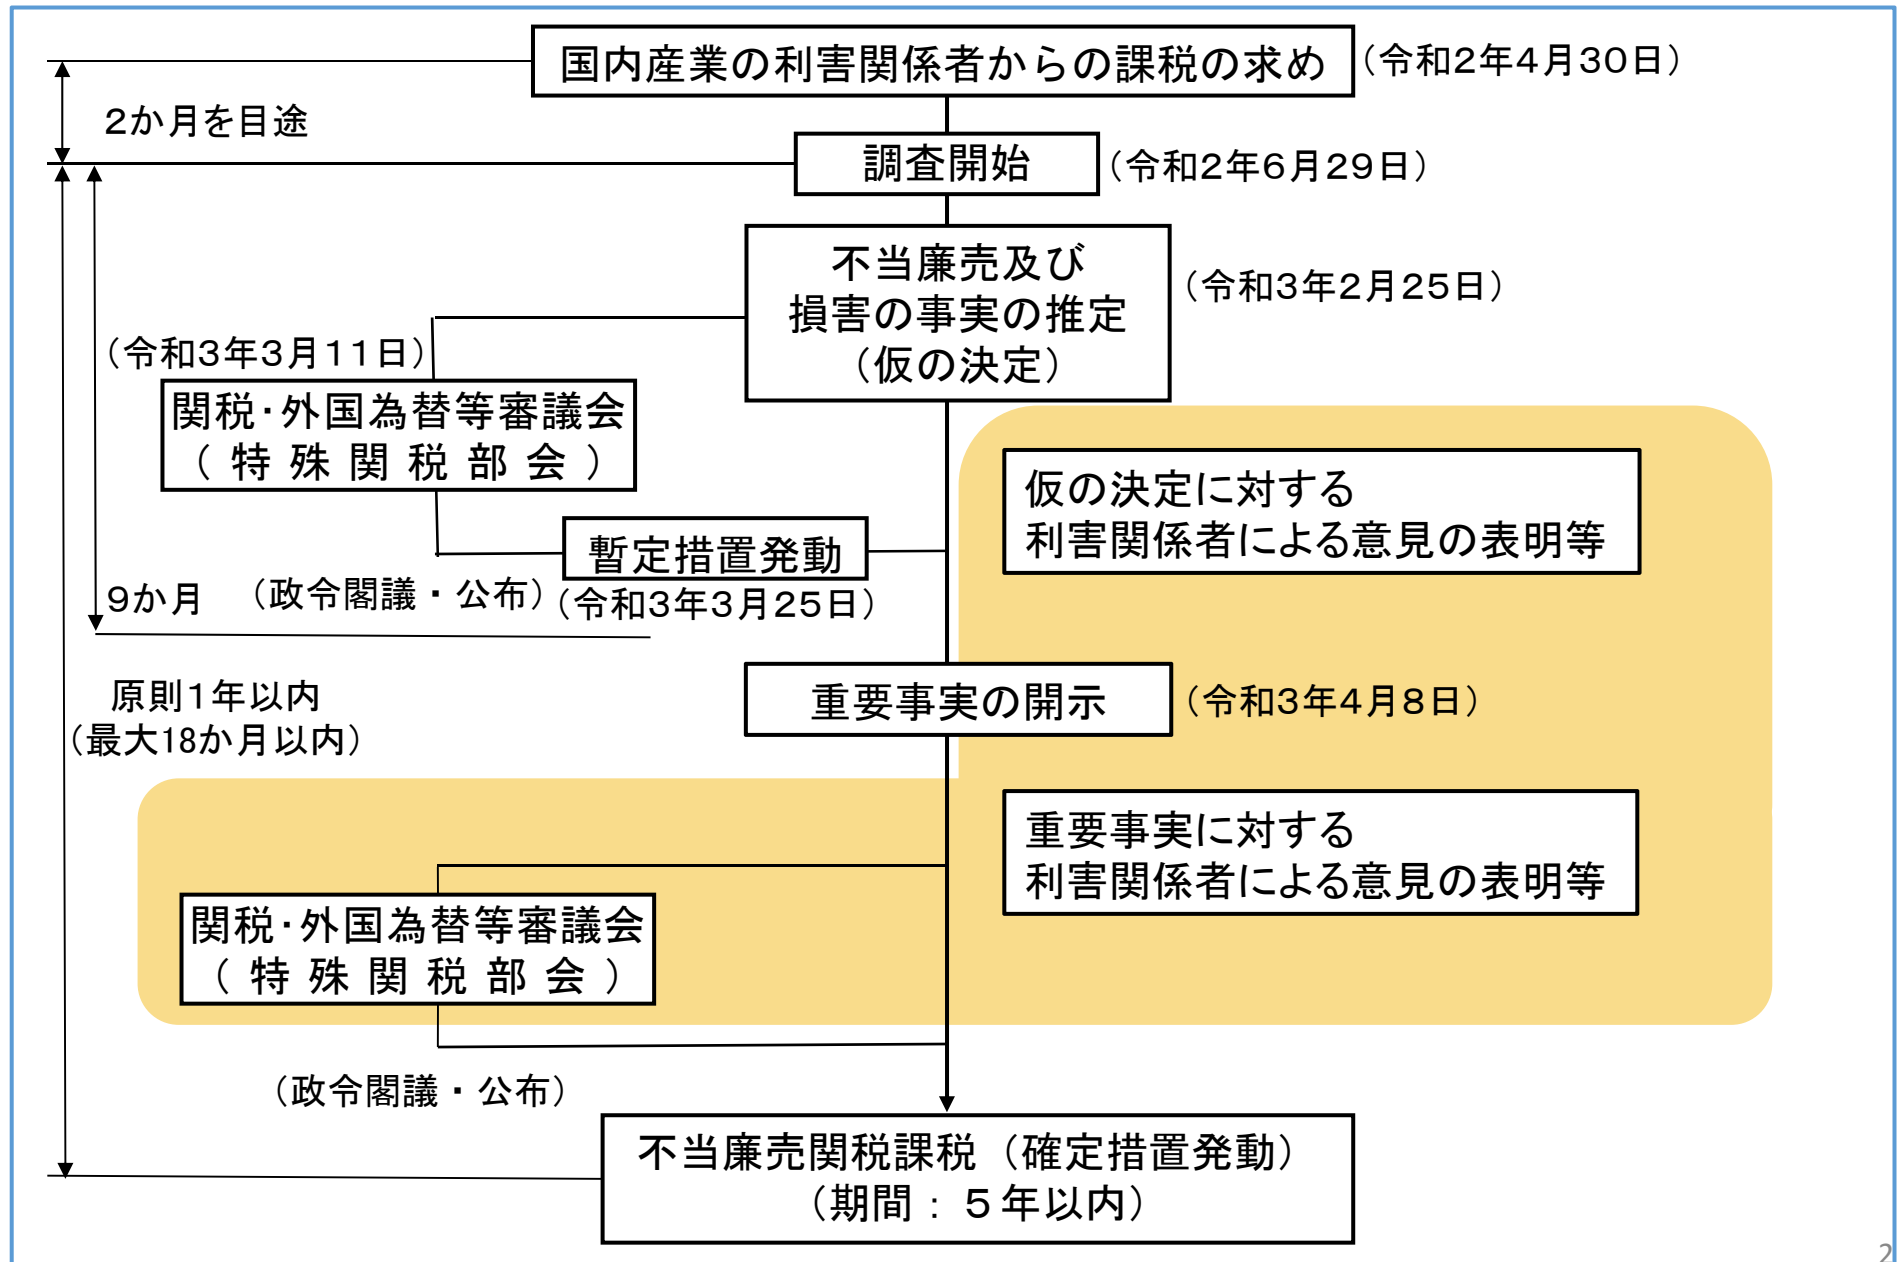 国内産業の利害関係者からの課税の求め
（令和2年4月30日）
2か月を目途
調査開始
（令和2年6月29日）
不当廉売及び
損害の事実の推定
（仮の決定）
（令和3年2月25日）
（令和3年3月11日）
関税・外国為替等審議会
（特殊関税部会）
仮の決定に対する
利害関係者による意見の表明等
暫定措置発動
9か月
（政令閣議・公布）
（令和3年3月25日）
原則1年以内
（最大18か月以内）
重要事実の開示
（令和3年4月8日）
重要事実に対する
利害関係者による意見の表明等
関税・外国為替等審議会
（特殊関税部会）
（政令閣議・公布）
不当廉売関税課税（確定措置発動）
（期間：５年以内）
2